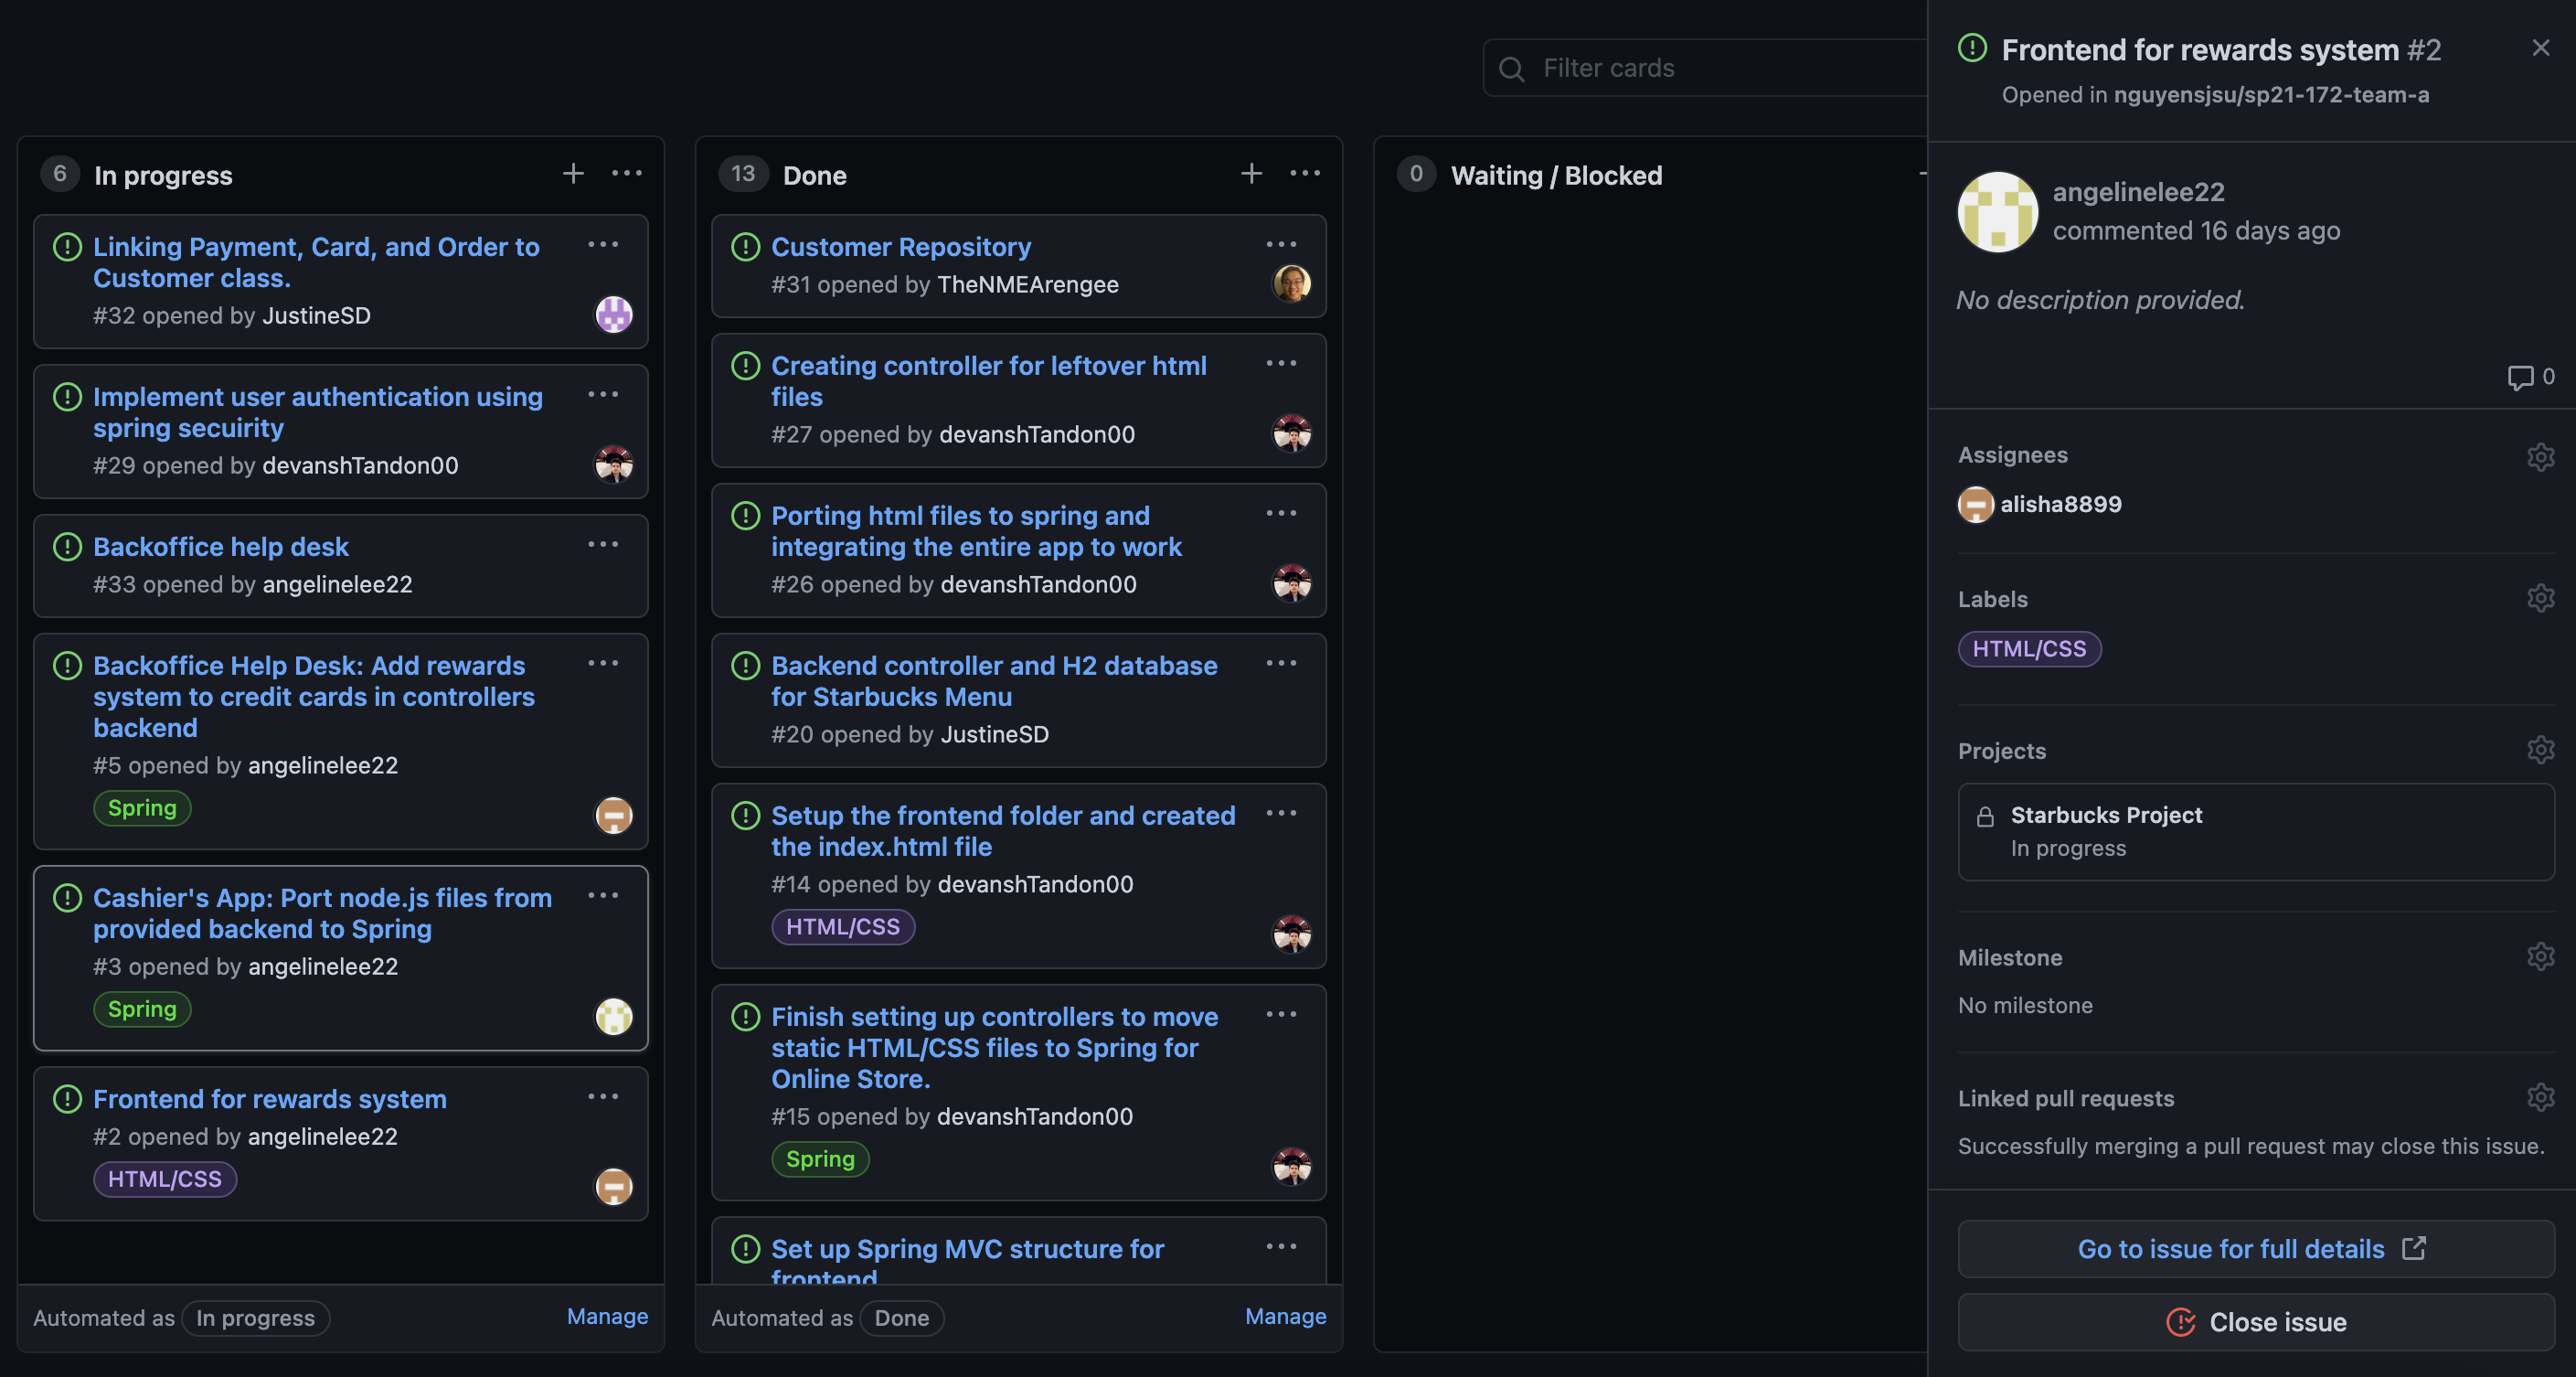 Filter cards
6 In progress
Linking Payment, Card, and Order to
Customer class.
#32 opened by JustineSD
Implement user authentication using
spring secuirity
#29 opened by devanshTandon00
Backoffice help desk
#33 opened by angelinelee22
Backoffice Help Desk: Add rewards
system to credit cards in controllers
backend
#5 opened by angelinelee22
Spring
Cashier's App: Port node.js files from
provided backend to Spring
#3 opened by angelinelee22
Spring
Frontend for rewards system
#2 opened by angelinelee22
HTML/CSS
Automated as In progress Manage
13 Done
Customer Repository
#31 opened by TheNMEArengee
Creating controller for leftover html
files
#27 opened by devanshTandon00
Porting html files to spring and
integrating the entire app to work
#26 opened by devanshTandon00
Backend controller and H2 database
for Starbucks Menu
#20 opened by JustineSD
Setup the frontend folder and created
the index.html file
#14 opened by devanshTandon00
HTML/CSS
Finish setting up controllers to move
static HTML/CSS files to Spring for
Online Store.
#15 opened by devanshTandon00
Spring
Set up Spring MVC structure for
frontend
Automated as Done Manage
0 Waiting / Blocked
Frontend for rewards system #2
Opened in nguyensjsu/sp21-172-team-a
angelinelee22
commented 16 days ago
No description provided.
0
Assignees
alisha8899
Labels
HTML/CSS
Projects
Starbucks Project
In progress
Milestone
No milestone
Linked pull requests
Successfully merging a pull request may close this issue.
Go to issue for full details
Close issue